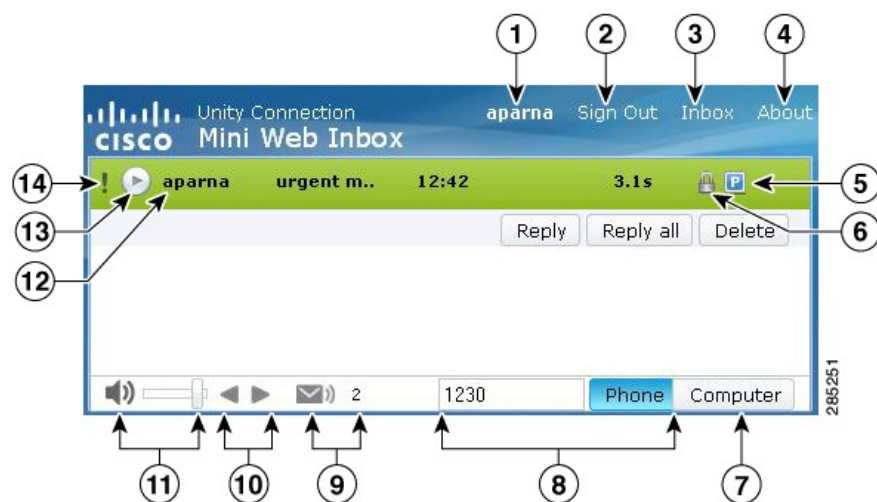 1 2 3 4
Unity Connection aparna Sign Out Inbox About
CISCO Mini Web Inbox
14 ! aparna urgent m.. 12:42 3.1s P 5
13 Reply Reply all Delete 6
12
2 1230 Phone Computer
285251
11 10 9 8 7